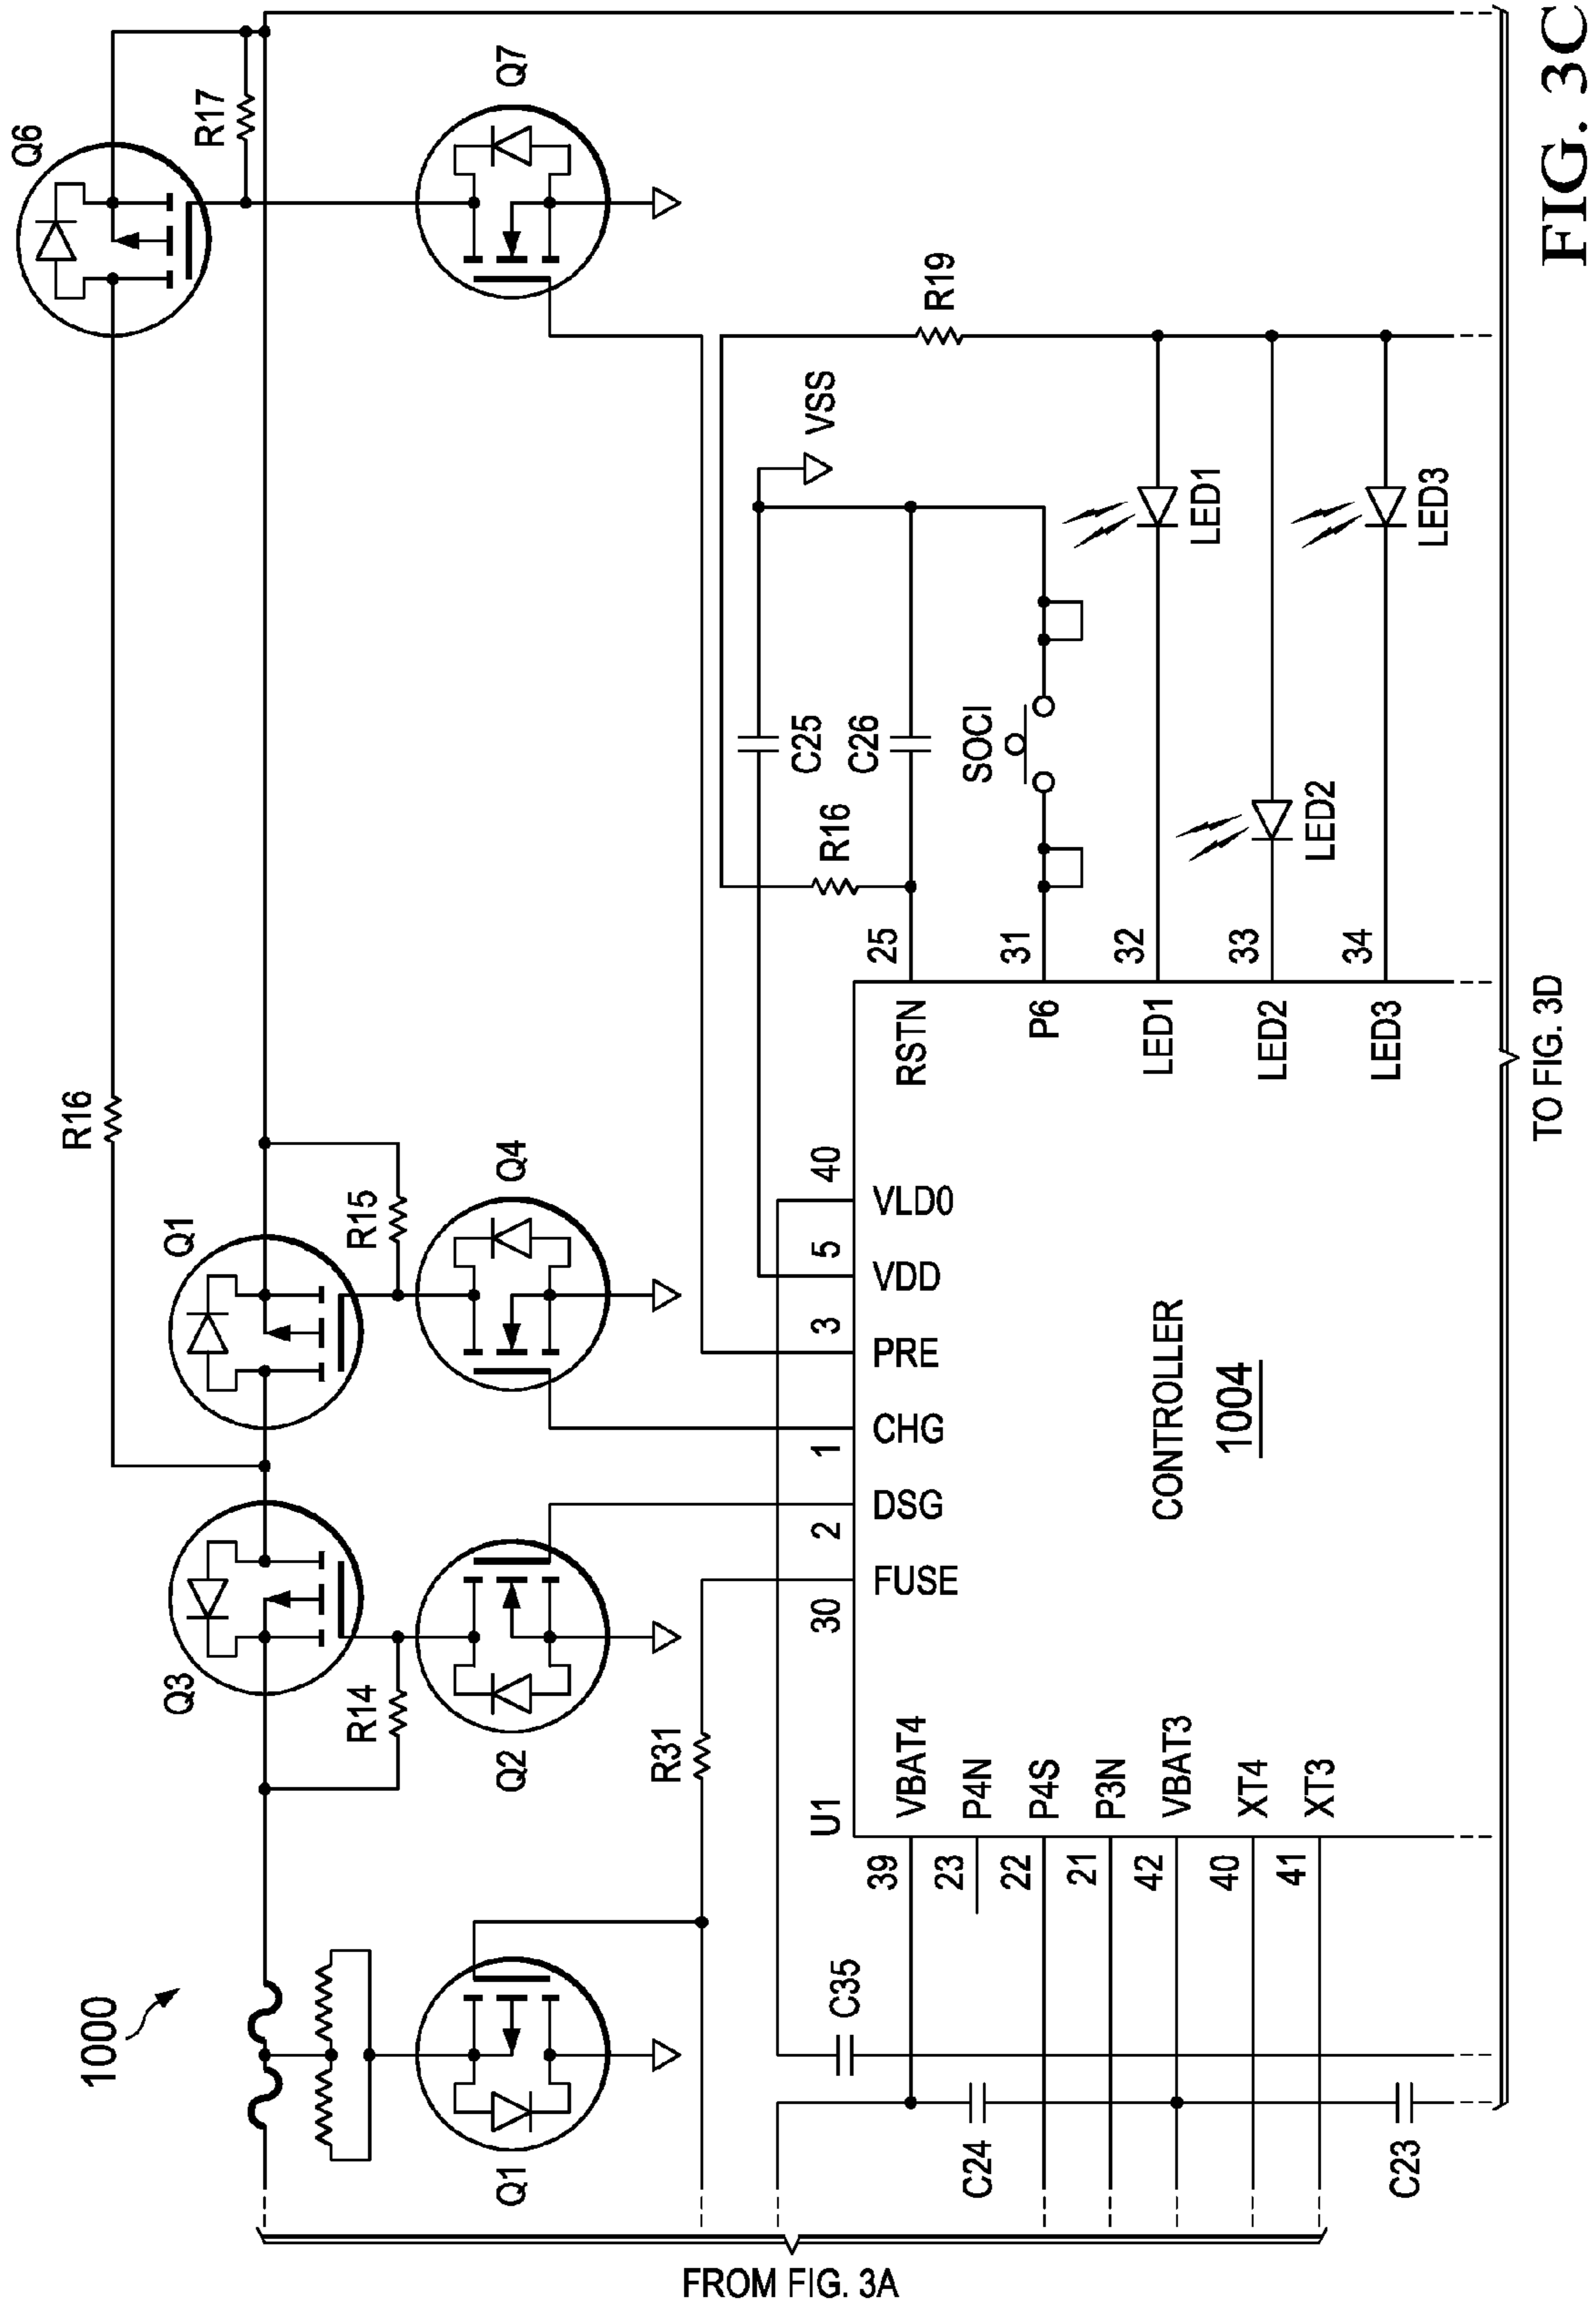 1000
Q1
Q3
R14
Q2
R31
Q1
R15
Q4
R16
Q6
R17
Q7
FROM FIG. 3A
C35
C24
C23
U1
CONTROLLER
1004
30
FUSE
2
DSG
1
CHG
3
PRE
5
VDD
40
VLD0
39
VBAT4
23
P4N
22
P4S
21
P3N
42
VBAT3
40
XT4
41
XT3
RSTN
25
P6
31
LED1
32
LED2
33
LED3
34
R16
C25
C26
SOCI
VSS
R19
LED1
LED2
LED3
TO FIG. 3D
FIG. 3C